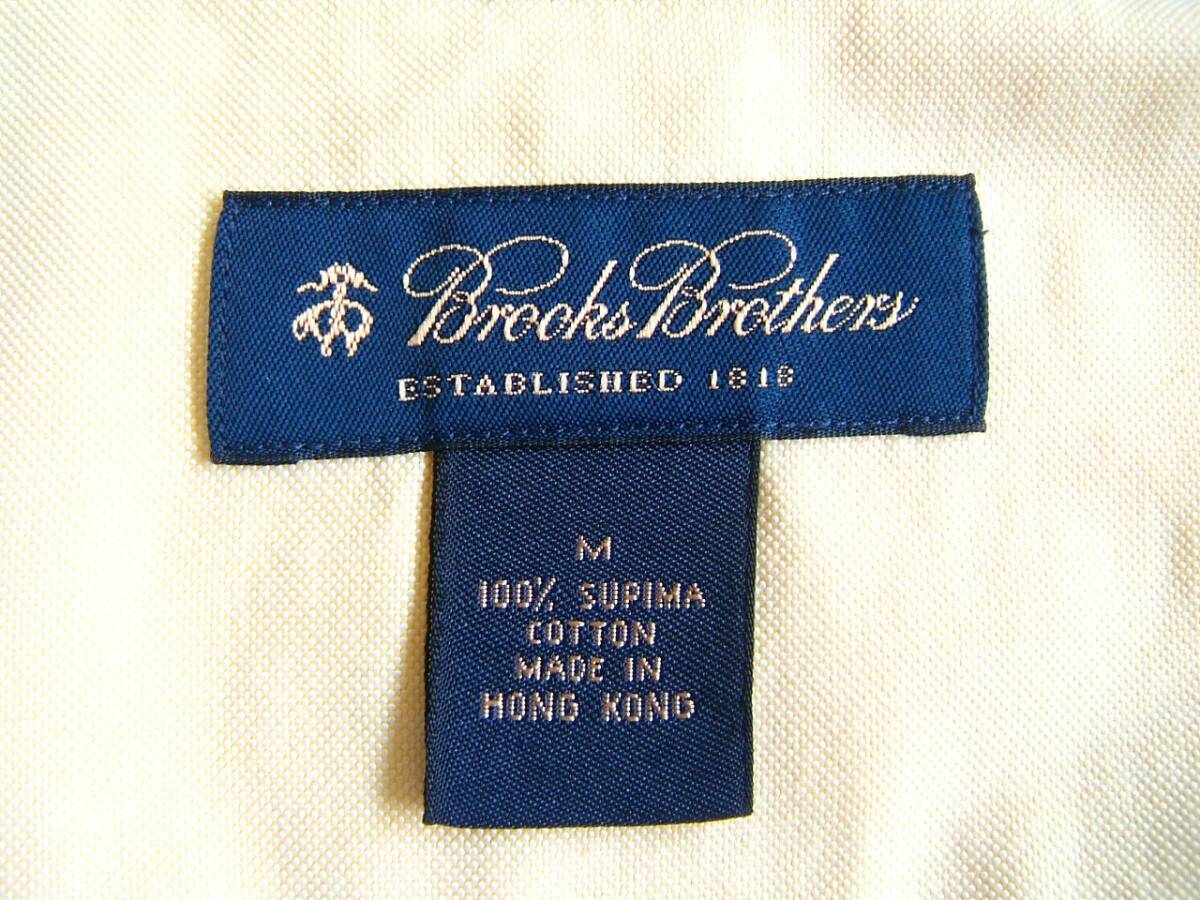 Brooks Brothers
ESTABLISHED 1818
M
100% SUPIMA
COTTON
MADE IN
HONG KONG